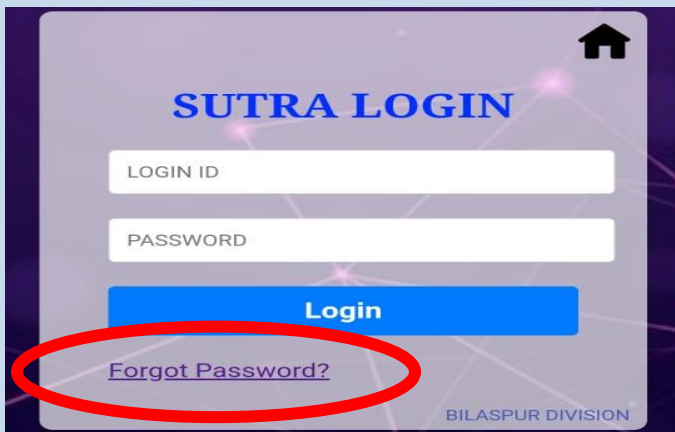 SUTRA LOGIN
LOGIN ID
PASSWORD
Login
Forgot Password?
BILASPUR DIVISION